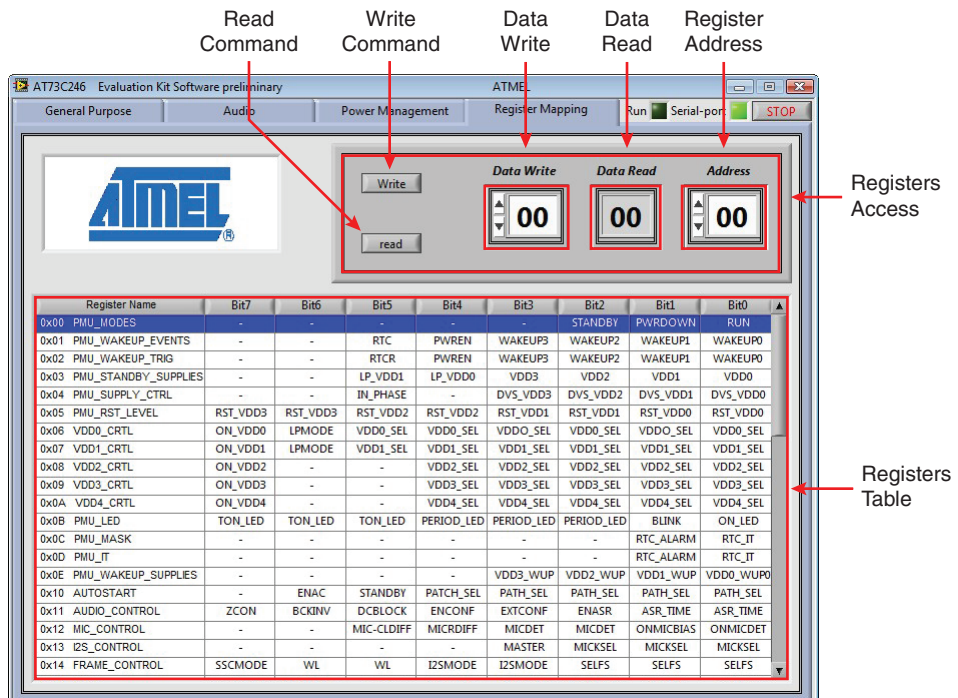 Read Command
Write Command
Data Write
Data Read
Register Address
AT73C246 Evaluation Kit Software preliminary ATMEL
General Purpose Audio Power Management Register Mapping Run Serial-port STOP
ATMEL ®
Data Write Data Read Address
Write
00 00 00
read
Registers Access
Register Name Bit7 Bit6 Bit5 Bit4 Bit3 Bit2 Bit1 Bit0
0x00 PMU_MODES - - - - - STANDBY PWRDOWN RUN
0x01 PMU_WAKEUP_EVENTS - - RTC PWREN WAKEUP3 WAKEUP2 WAKEUP1 WAKEUP0
0x02 PMU_WAKEUP_TRIG - - RTCR PWREN WAKEUP3 WAKEUP2 WAKEUP1 WAKEUP0
0x03 PMU_STANDBY_SUPPLIES - - LP_VDD1 LP_VDD0 VDD3 VDD2 VDD1 VDD0
0x04 PMU_SUPPLY_CTRL - - IN_PHASE - DVS_VDD3 DVS_VDD2 DVS_VDD1 DVS_VDD0
0x05 PMU_RST_LEVEL RST_VDD3 RST_VDD3 RST_VDD2 RST_VDD2 RST_VDD1 RST_VDD1 RST_VDD0 RST_VDD0
0x06 VDD0_CRTL ON_VDD0 LPMODE VDD0_SEL VDD0_SEL VDDO_SEL VDD0_SEL VDDO_SEL VDD0_SEL
0x07 VDD1_CRTL ON_VDD1 LPMODE VDD1_SEL VDD1_SEL VDD1_SEL VDD1_SEL VDD1_SEL VDD1_SEL
0x08 VDD2_CRTL ON_VDD2 - - VDD2_SEL VDD2_SEL VDD2_SEL VDD2_SEL VDD2_SEL
0x09 VDD3_CRTL ON_VDD3 - - VDD3_SEL VDD3_SEL VDD3_SEL VDD3_SEL VDD3_SEL
0x0A VDD4_CRTL ON_VDD4 - - VDD4_SEL VDD4_SEL VDD4_SEL VDD4_SEL VDD4_SEL
0x0B PMU_LED TON_LED TON_LED TON_LED PERIOD_LED PERIOD_LED PERIOD_LED BLINK ON_LED
0x0C PMU_MASK - - - - - - RTC_ALARM RTC_IT
0x0D PMU_IT - - - - - - RTC_ALARM RTC_IT
0x0E PMU_WAKEUP_SUPPLIES - - - - VDD3_WUP VDD2_WUP VDD1_WUP VDD0_WUP0
0x10 AUTOSTART - ENAC STANDBY PATCH_SEL PATH_SEL PATH_SEL PATH_SEL PATH_SEL
0x11 AUDIO_CONTROL ZCON BCKINV DCBLOCK ENCONF EXTCONF ENASR ASR_TIME ASR_TIME
0x12 MIC_CONTROL - - MIC-CLDIFF MICRDIFF MICDET MICDET ONMICBIAS ONMICDET
0x13 I2S_CONTROL - - - - MASTER MICKSEL MICKSEL MICKSEL
0x14 FRAME_CONTROL SSCMODE WL WL I2SMODE I2SMODE SELFS SELFS SELFS
Registers Table